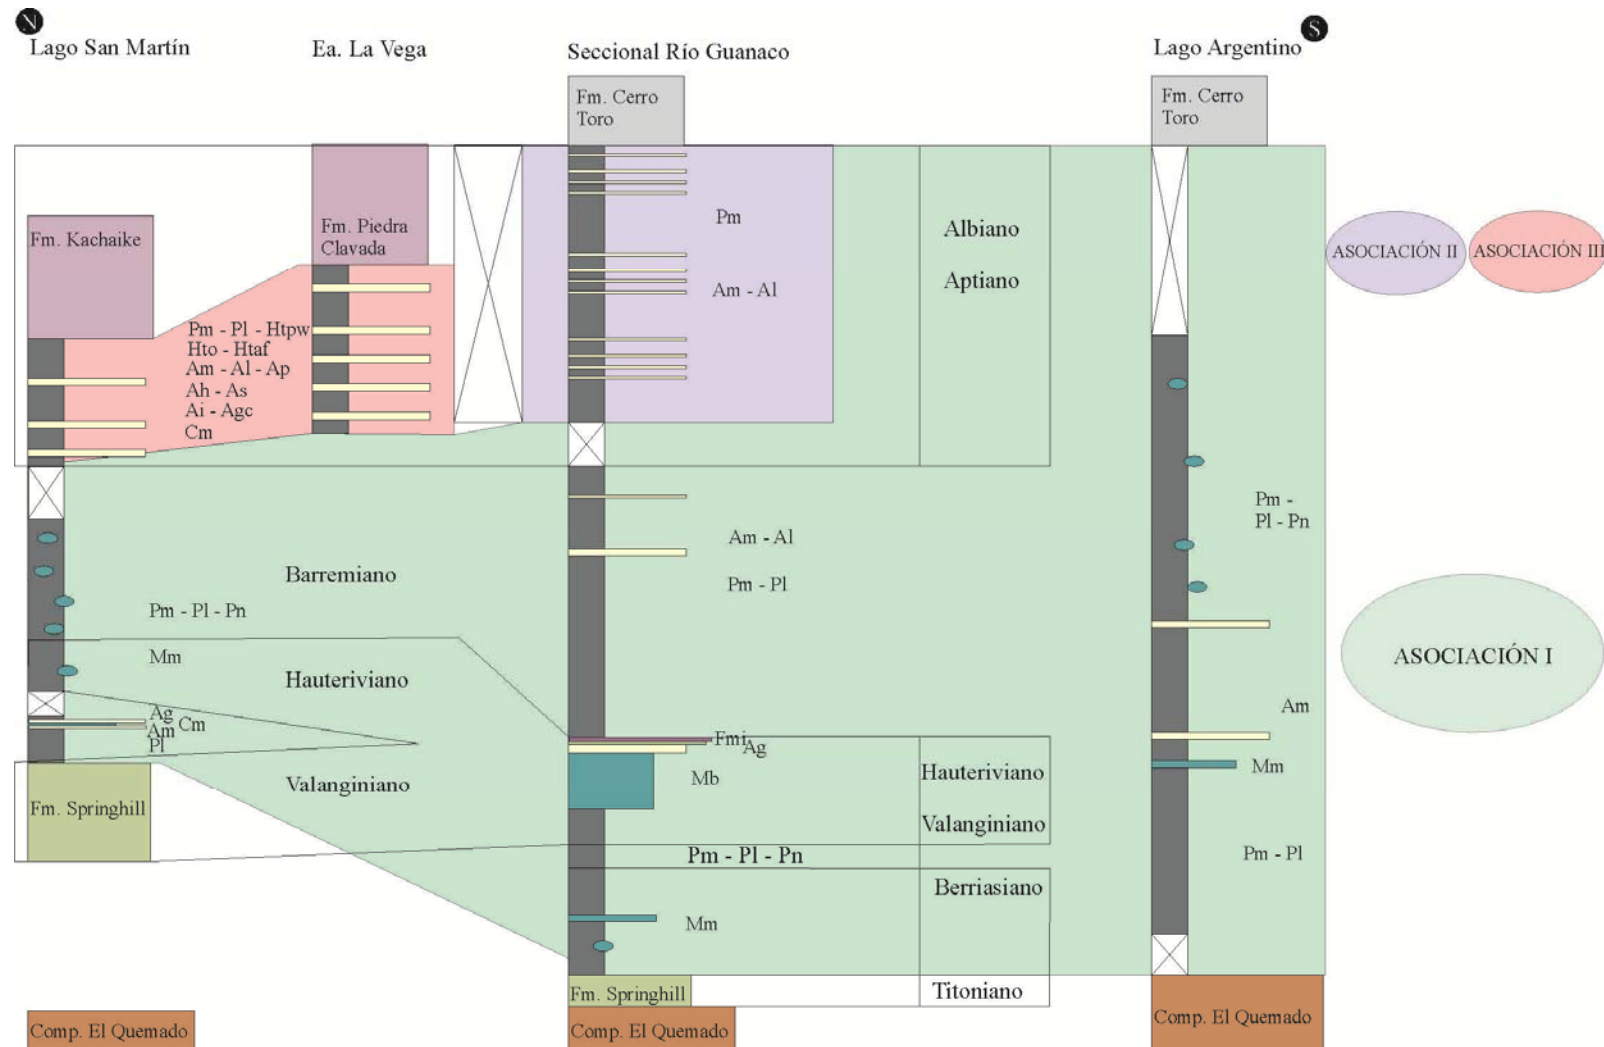 N
S
Lago San Martín
Ea. La Vega
Seccional Río Guanaco
Lago Argentino
Fm. Cerro
Toro
Fm. Cerro
Toro
Fm. Kachaike
Fm. Piedra
Clavada
Pm
Albiano
ASOCIACIÓN II
ASOCIACIÓN III
Am - Al
Aptiano
Pm - Pl - Htpw
Hto - Htaf
Am - Al - Ap
Ah - As
Ai - Agc
Cm
Pm -
Pl - Pn
Am - Al
Barremiano
Pm - Pl
Pm - Pl - Pn
Mm
ASOCIACIÓN I
Hauteriviano
Ag
Am
Cm
Pl
Am
Fmi
Ag
Mb
Hauteriviano
Mm
Valanginiano
Fm. Springhill
Valanginiano
Pm - Pl - Pn
Pm - Pl
Berriasiano
Mm
Fm. Springhill
Titoniano
Comp. El Quemado
Comp. El Quemado
Comp. El Quemado